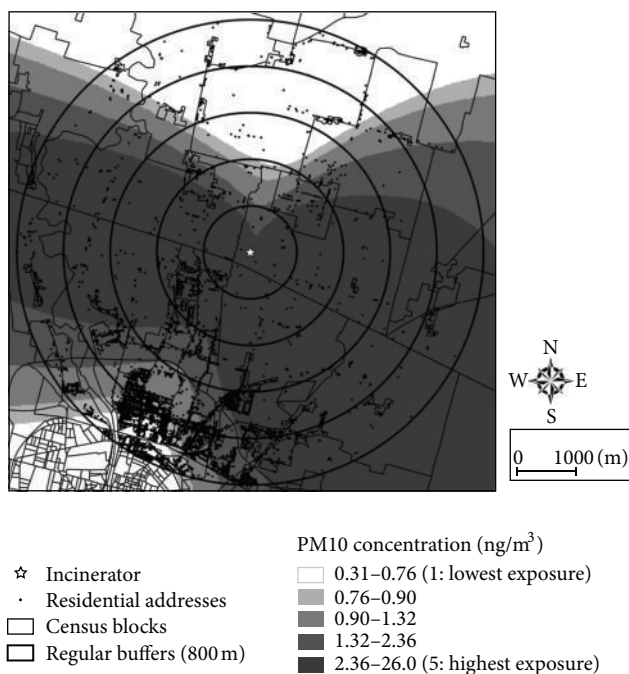 N
W E
S
0 1000 (m)
PM10 concentration (ng/m³)
☆ Incinerator
· Residential addresses
Census blocks
Regular buffers (800 m)
0.31–0.76 (1: lowest exposure)
0.76–0.90
0.90–1.32
1.32–2.36
2.36–26.0 (5: highest exposure)